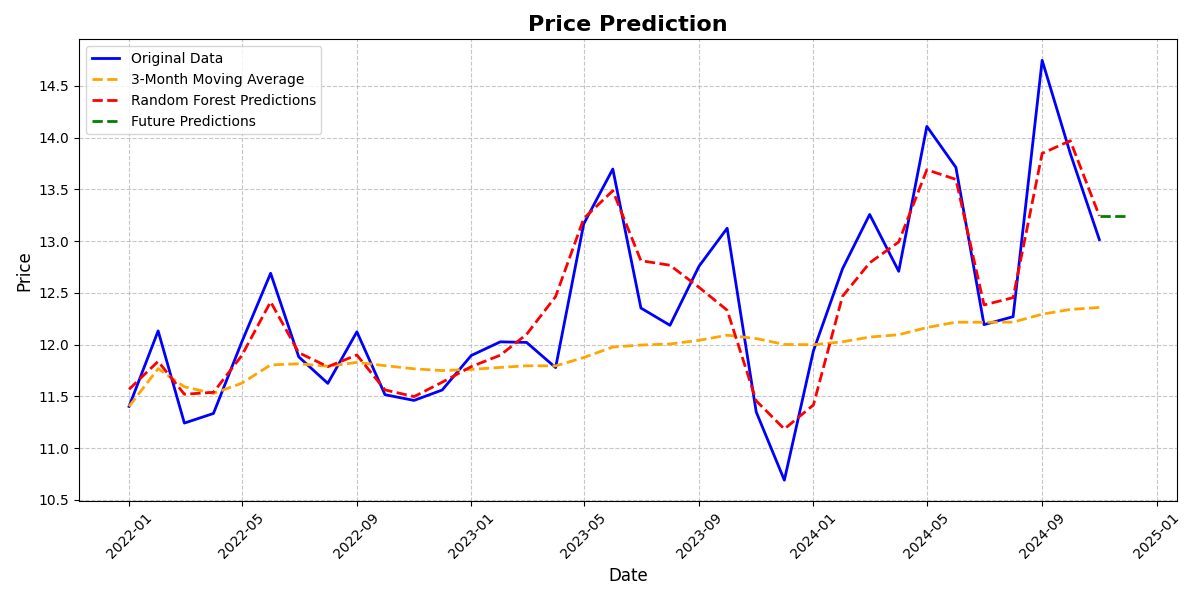 Price Prediction
Original Data
3-Month Moving Average
Random Forest Predictions
Future Predictions
Price
14.5
14.0
13.5
13.0
12.5
12.0
11.5
11.0
10.5
2022-01
2022-05
2022-09
2023-01
2023-05
2023-09
2024-01
2024-05
2024-09
2025-01
Date